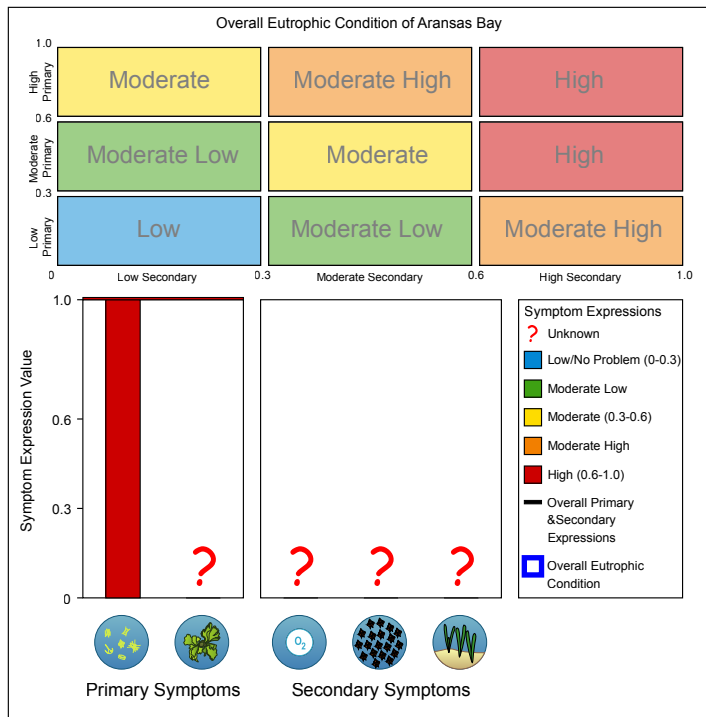 Overall Eutrophic Condition of Aransas Bay
1.0
High
Primary
Moderate
Moderate High
High
0.6
Moderate
Primary
Moderate Low
Moderate
High
0.3
Low
Primary
Low
Moderate Low
Moderate High
0
Low Secondary
0.3
Moderate Secondary
0.6
High Secondary
1.0
Symptom Expression Value
1.0
0.6
0.3
0
?
?
?
?
O2
Primary Symptoms
Secondary Symptoms
Symptom Expressions
? Unknown
Low/No Problem (0-0.3)
Moderate Low
Moderate (0.3-0.6)
Moderate High
High (0.6-1.0)
Overall Primary
&Secondary
Expressions
Overall Eutrophic
Condition